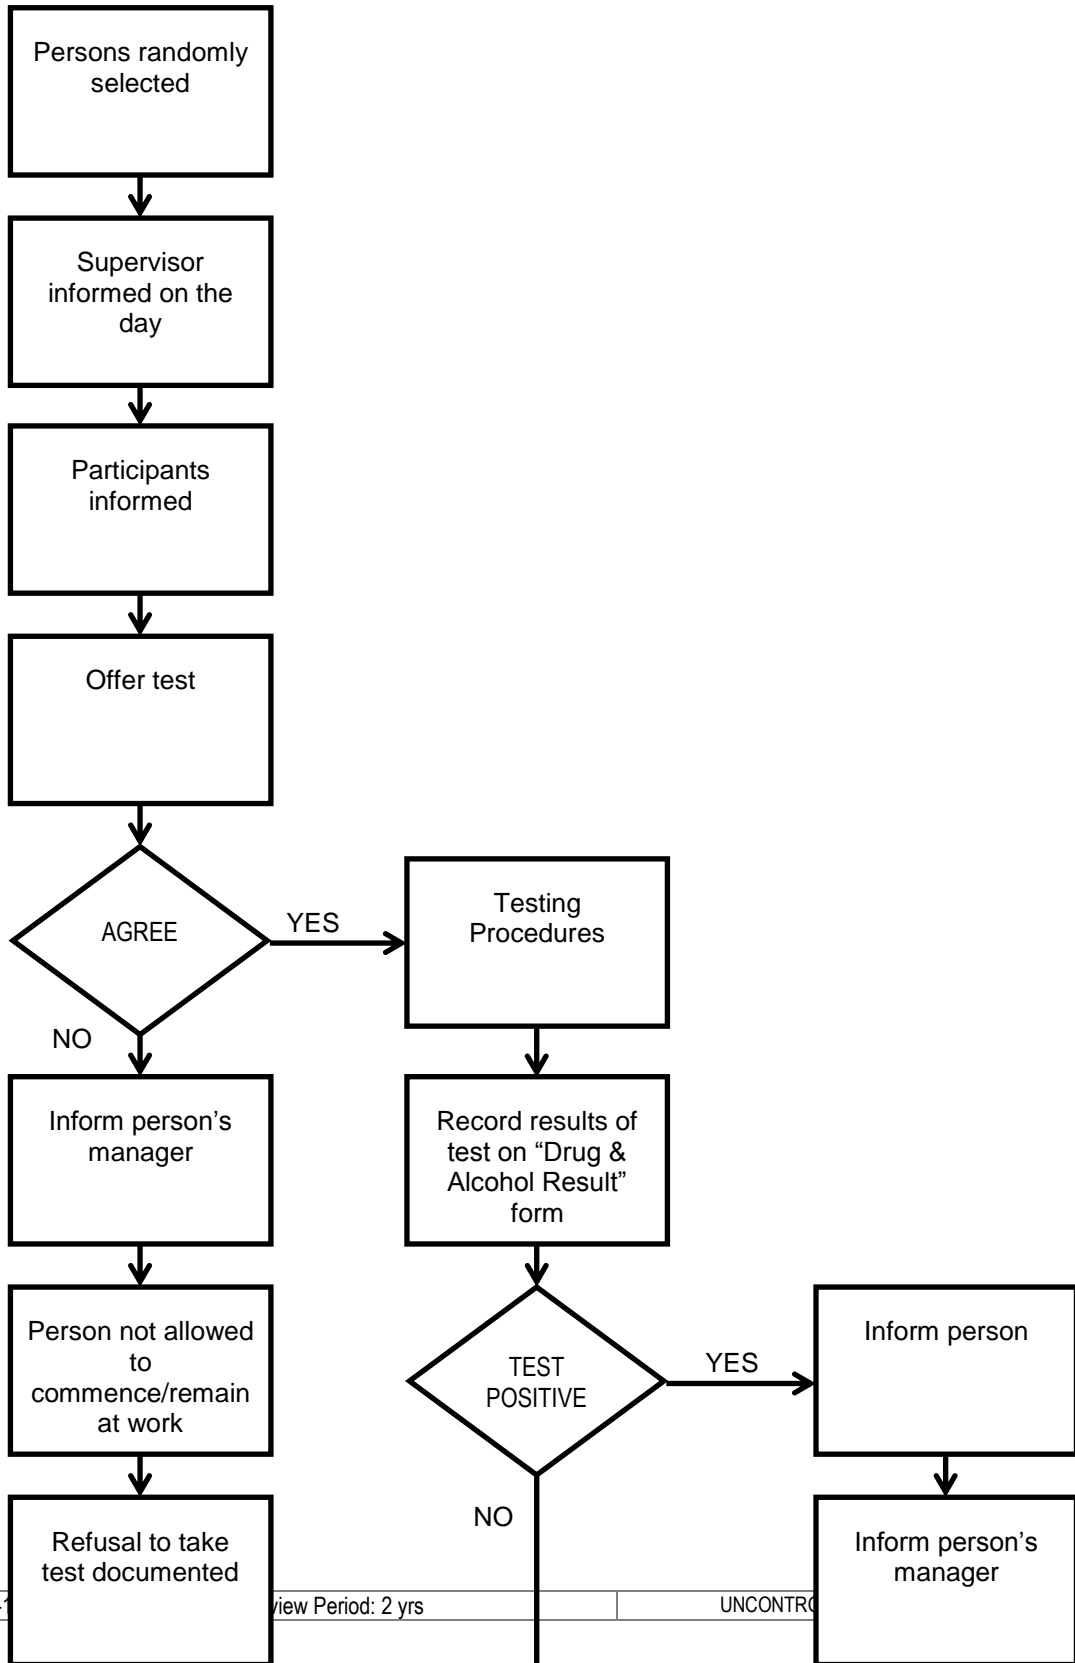 Persons randomly
selected
Supervisor
informed on the
day
Participants
informed
Offer test
AGREE
YES
Testing
Procedures
NO
Inform person’s
manager
Record results of
test on “Drug &
Alcohol Result”
form
Person not allowed
to
commence/remain
at work
TEST
POSITIVE
YES
Inform person
NO
Refusal to take
test documented
Inform person’s
manager
Period: 2 yrs